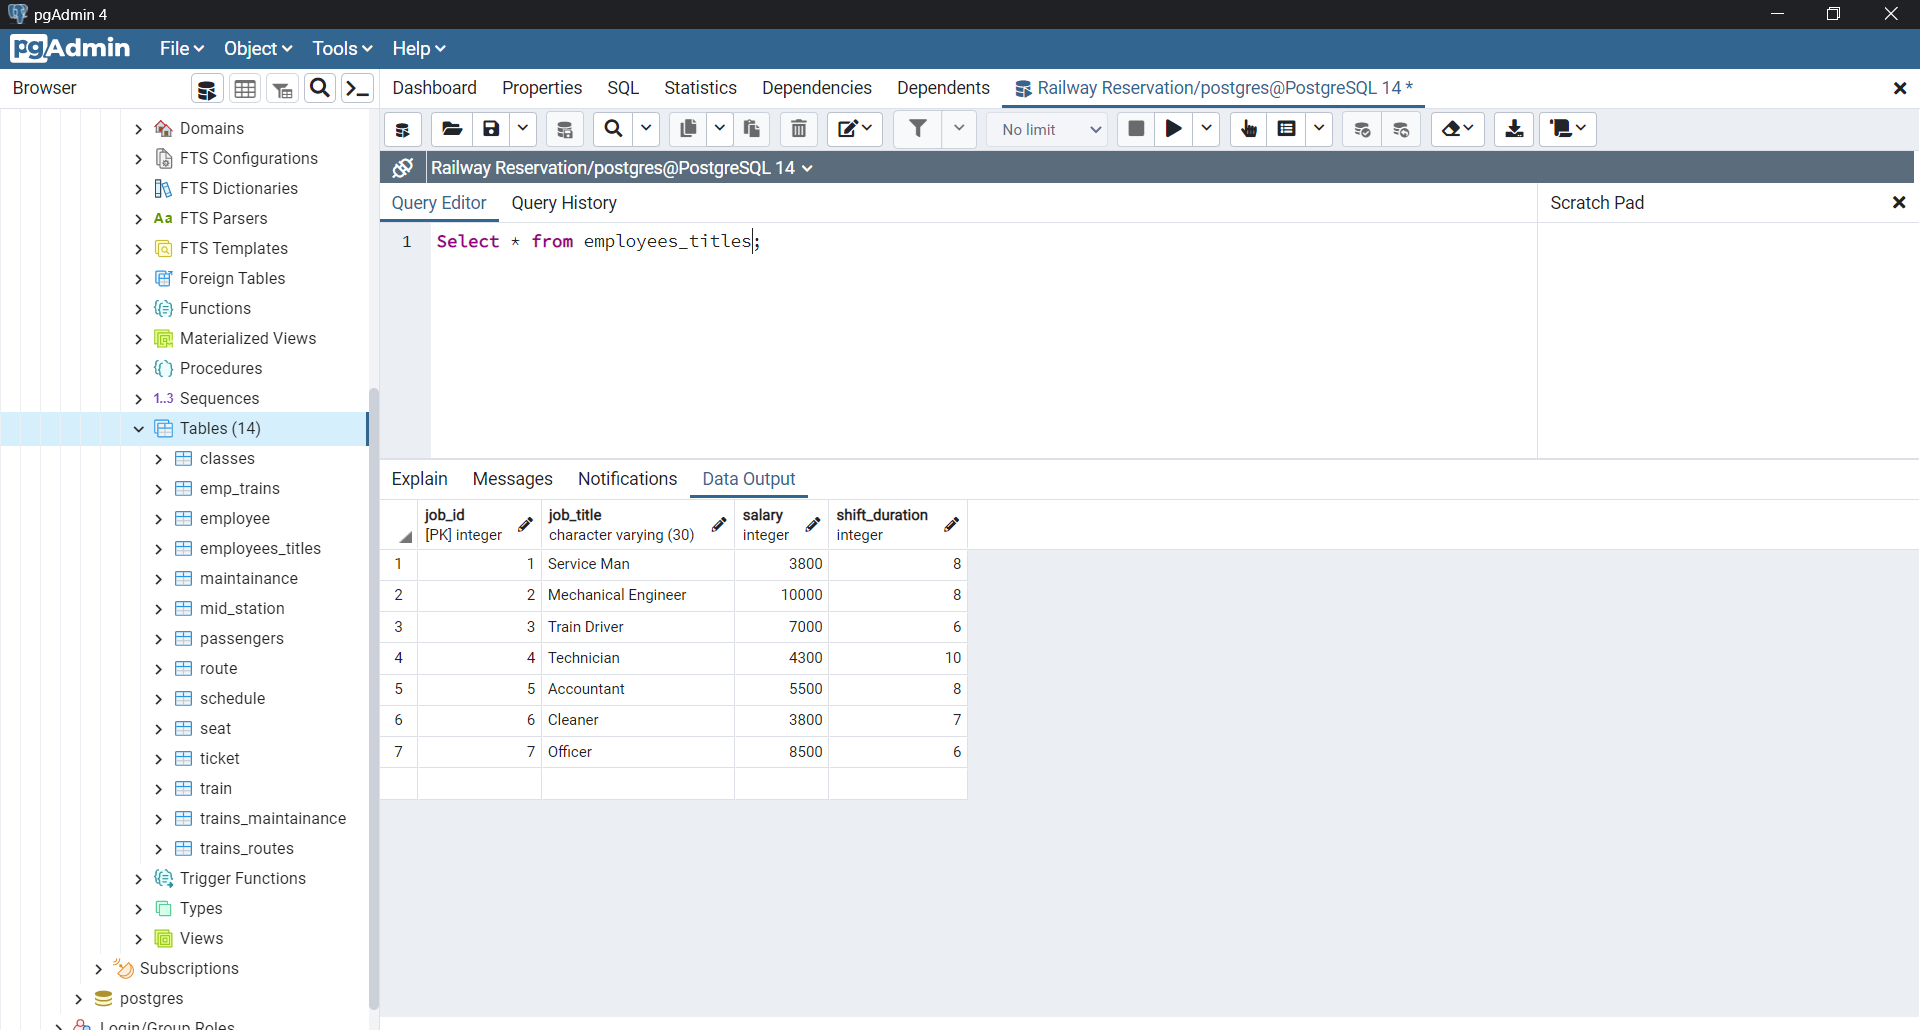 pgAdmin 4
pgAdmin File Object Tools Help
Browser
Dashboard Properties SQL Statistics Dependencies Dependents Railway Reservation/postgres@PostgreSQL 14 *
No limit
Railway Reservation/postgres@PostgreSQL 14
Query Editor Query History
Scratch Pad
1 Select * from employees_titles;
Domains
FTS Configurations
FTS Dictionaries
Aa FTS Parsers
FTS Templates
Foreign Tables
Functions
Materialized Views
Procedures
1..3 Sequences
Tables (14)
classes
emp_trains
employee
employees_titles
maintainance
mid_station
passengers
route
schedule
seat
ticket
train
trains_maintainance
trains_routes
Trigger Functions
Types
Views
Subscriptions
postgres
Login/Group Roles
Explain Messages Notifications Data Output
job_id job_title salary shift_duration
[PK] integer character varying (30) integer integer
1 1 Service Man 3800 8
2 2 Mechanical Engineer 10000 8
3 3 Train Driver 7000 6
4 4 Technician 4300 10
5 5 Accountant 5500 8
6 6 Cleaner 3800 7
7 7 Officer 8500 6